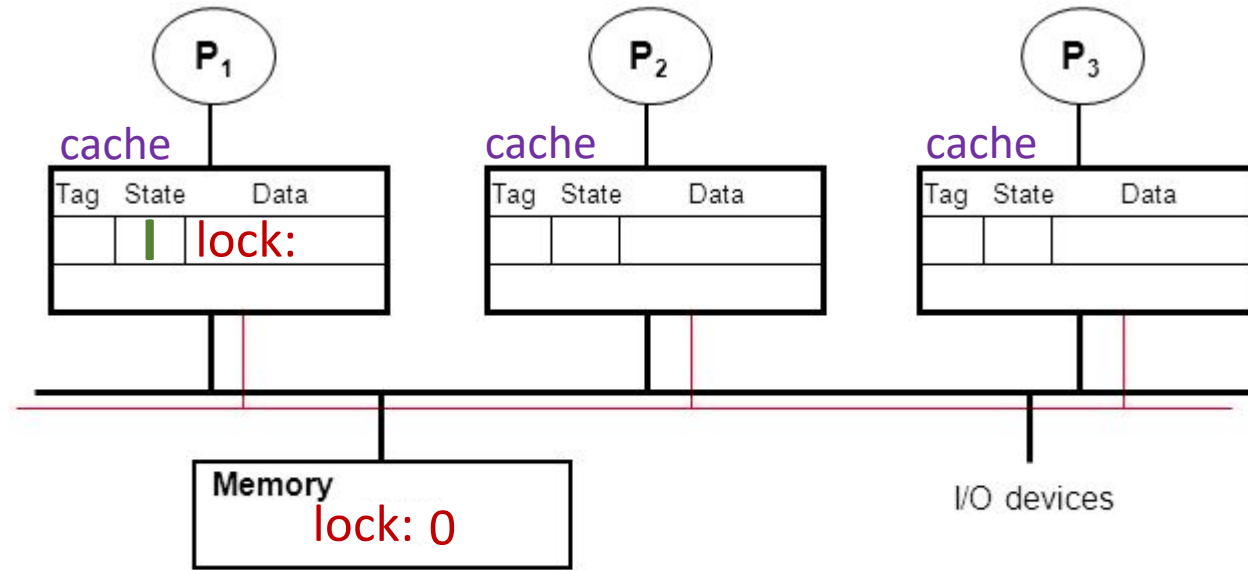 P1 P2 P3
cache cache cache
Tag State Data Tag State Data Tag State Data
I lock:
Memory
lock: 0
I/O devices